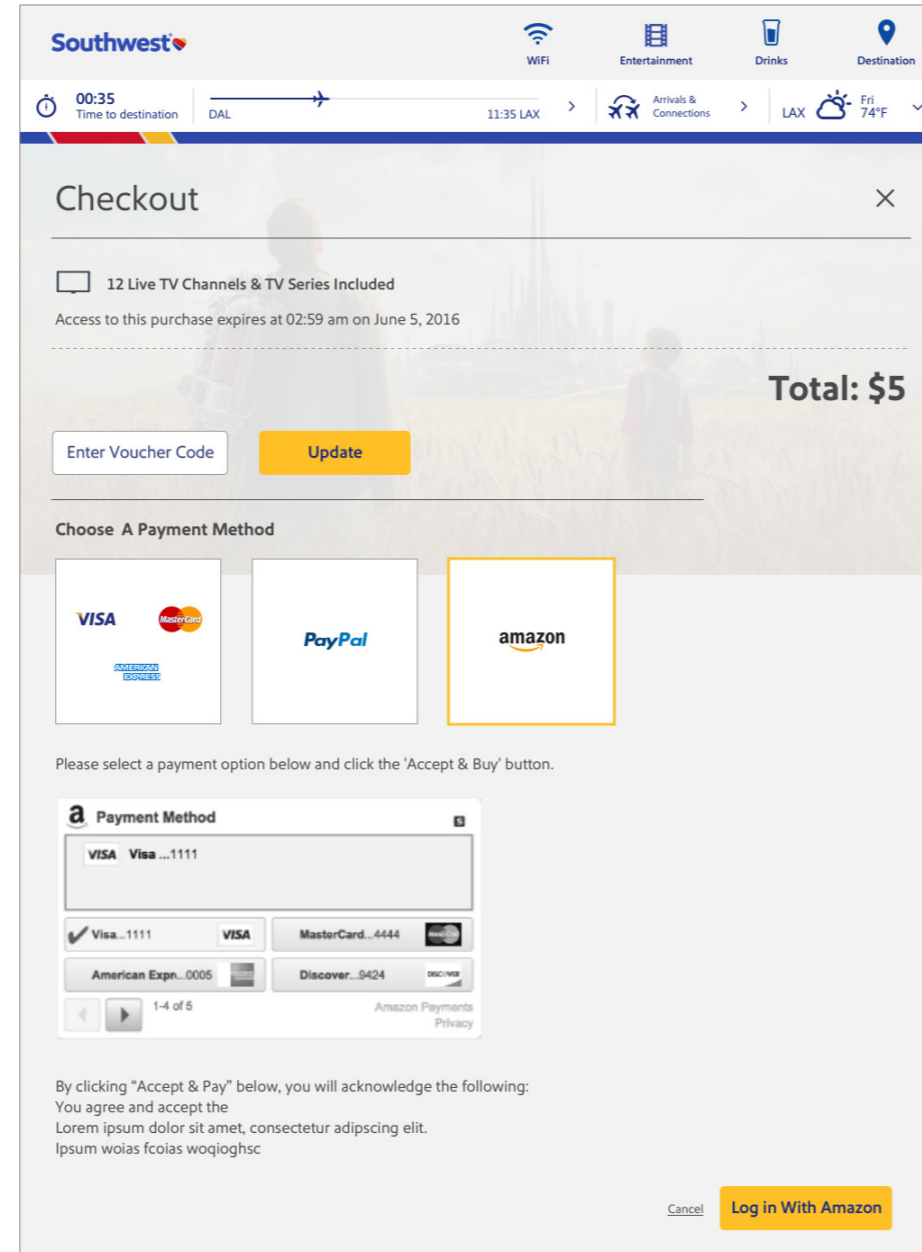 Southwest
WiFi
Entertainment
Drinks
Destination
00:35
Time to destination
DAL
11:35 LAX
Arrivals &
Connections
LAX
Fri
74°F
Checkout
12 Live TV Channels & TV Series Included
Access to this purchase expires at 02:59 am on June 5, 2016
Total: $5
Enter Voucher Code
Update
Choose A Payment Method
VISA
MasterCard
AMERICAN
EXPRESS
PayPal
amazon
Please select a payment option below and click the 'Accept & Buy' button.
a Payment Method
VISA Visa ...1111
Visa...1111 VISA
MasterCard...4444
American Expr...0005
Discover...9424 DISCOVER
1-4 of 5
Amazon Payments
Privacy
By clicking “Accept & Pay” below, you will acknowledge the following:
You agree and accept the
Lorem ipsum dolor sit amet, consectetur adipscing elit.
Ipsum woias fcoias woqioghsc
Cancel
Log in With Amazon